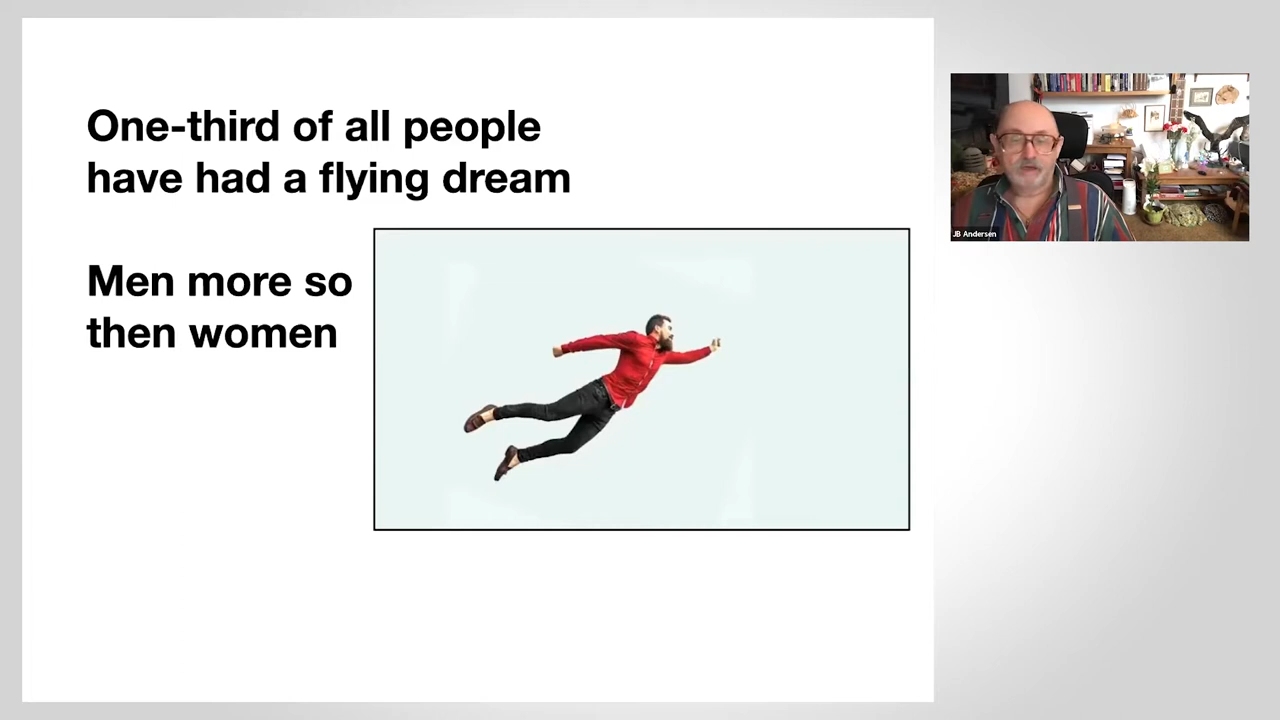 One-third of all people
have had a flying dream
Men more so
then women
JB Andersen